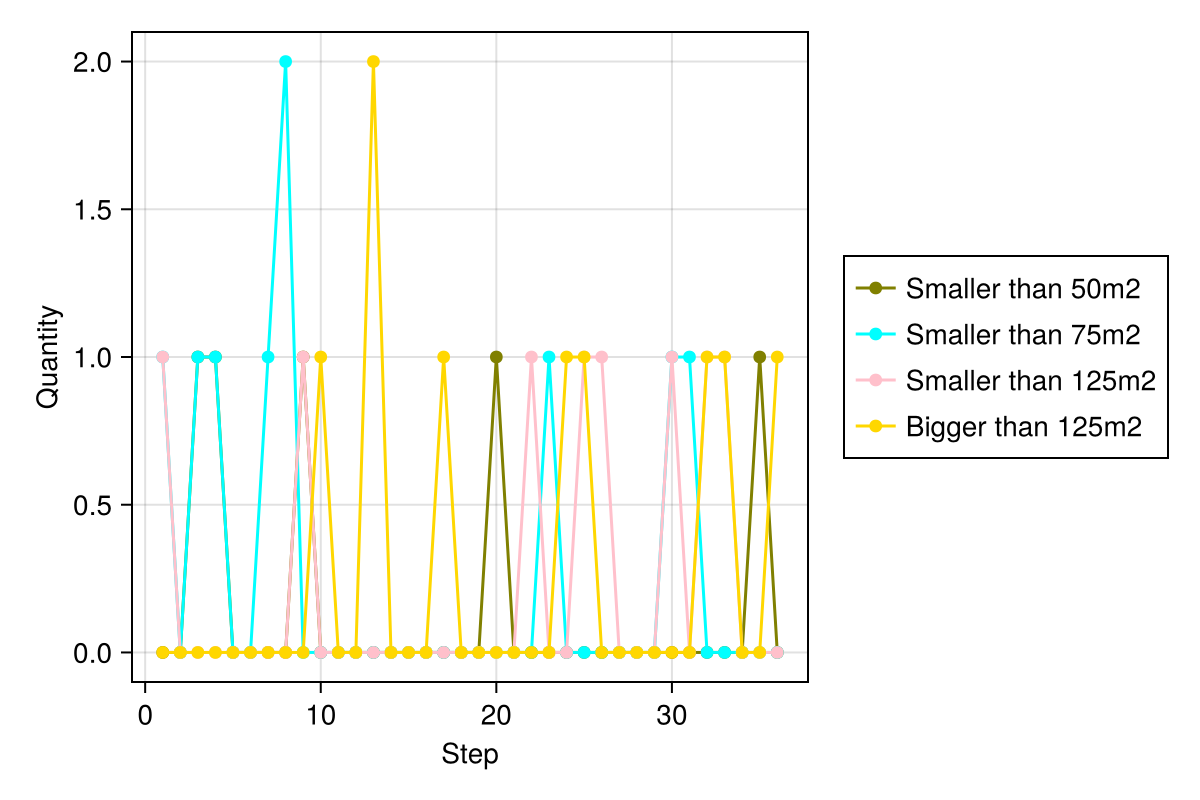 2.0
1.5
1.0
0.5
0.0
Quantity
0
10
20
30
Step
Smaller than 50m2
Smaller than 75m2
Smaller than 125m2
Bigger than 125m2